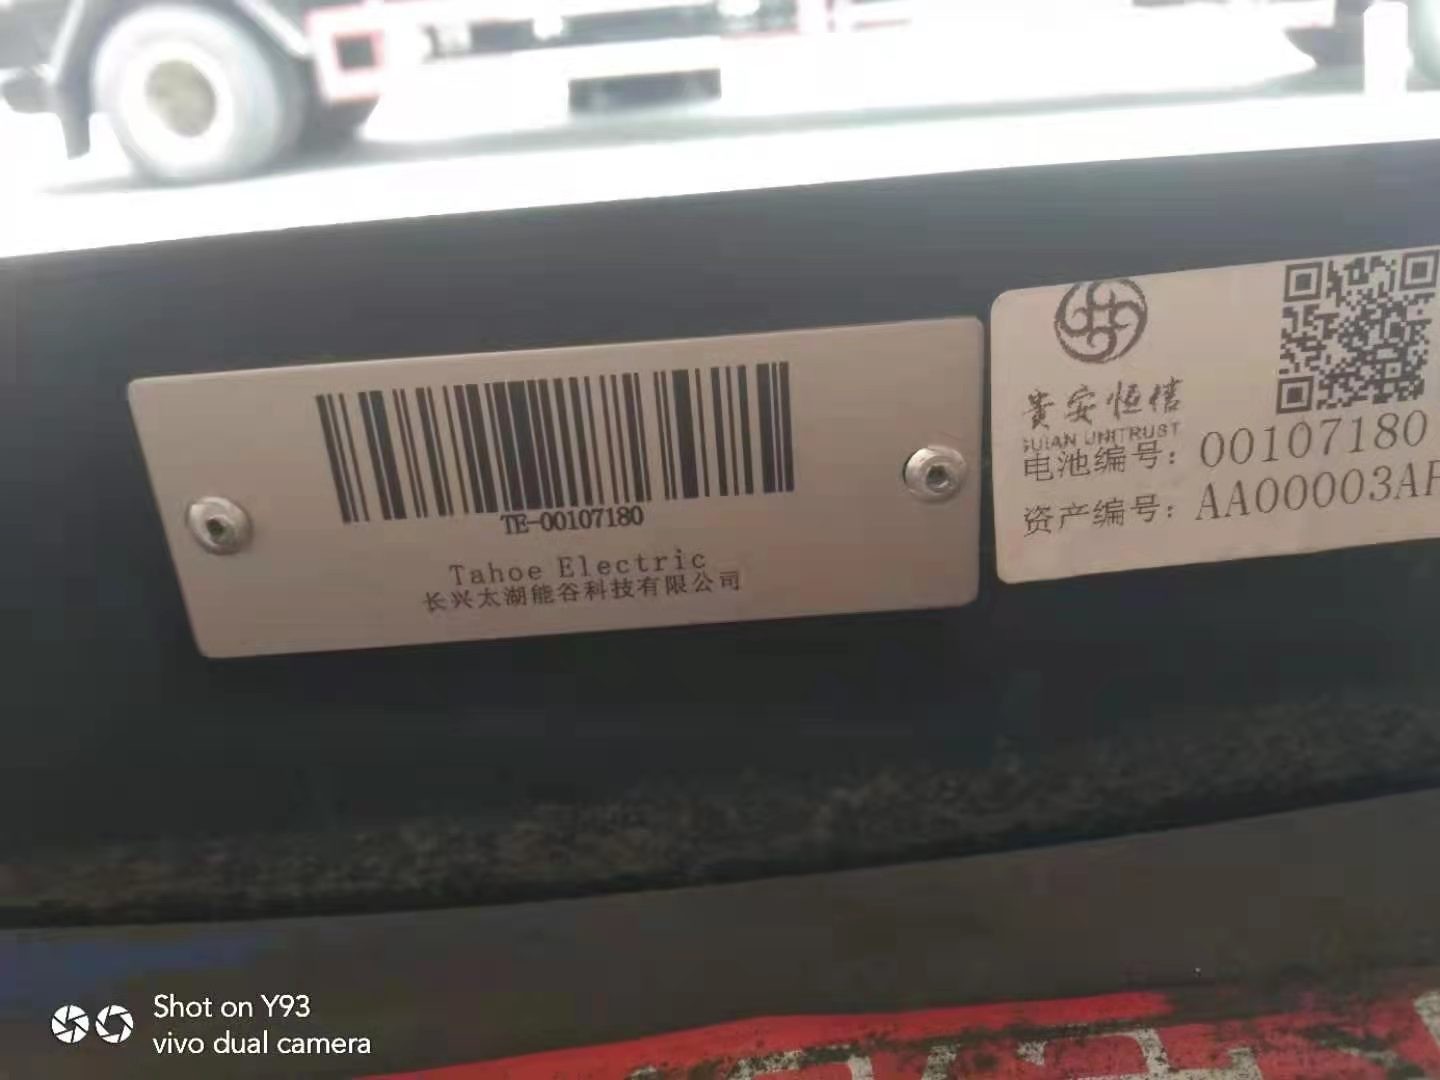 TE-00107180
Tahoe Electric
长兴太湖能谷科技有限公司
贵安恒信
GUIAN UNITRUST
电池编号：00107180
资产编号：AA00003AF
Shot on Y93
vivo dual camera